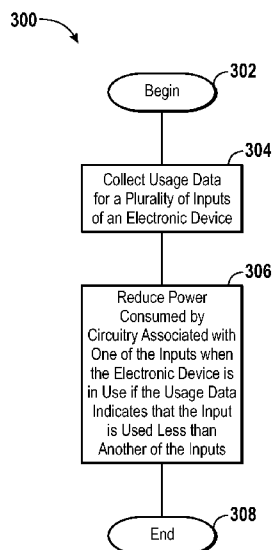 300
302
Begin
304
Collect Usage Data
for a Plurality of Inputs
of an Electronic Device
306
Reduce Power
Consumed by
Circuitry Associated with
One of the Inputs when
the Electronic Device is
in Use if the Usage Data
Indicates that the Input
is Used Less than
Another of the Inputs
308
End